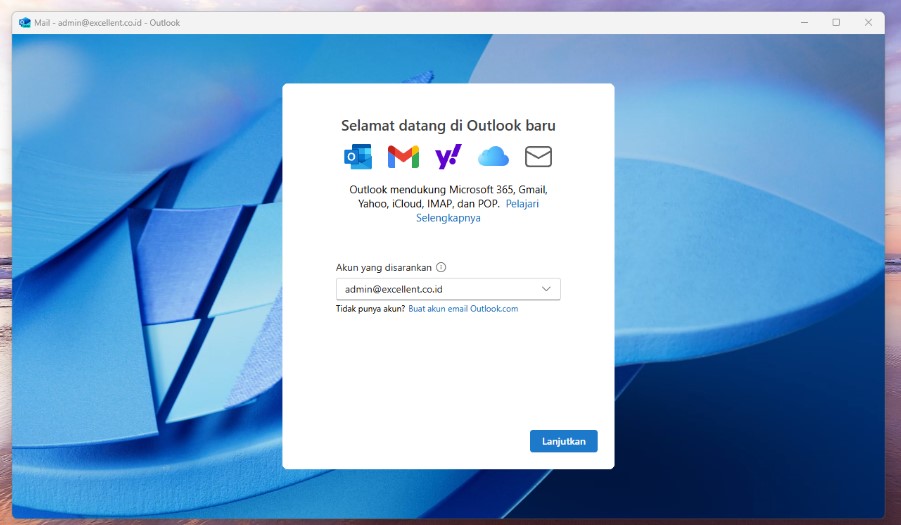 Mail - admin@excellent.co.id - Outlook
Selamat datang di Outlook baru
Outlook mendukung Microsoft 365, Gmail,
Yahoo, iCloud, IMAP, dan POP. Pelajari
Selengkapnya
Akun yang disarankan
admin@excellent.co.id
Tidak punya akun? Buat akun email Outlook.com
Lanjutkan